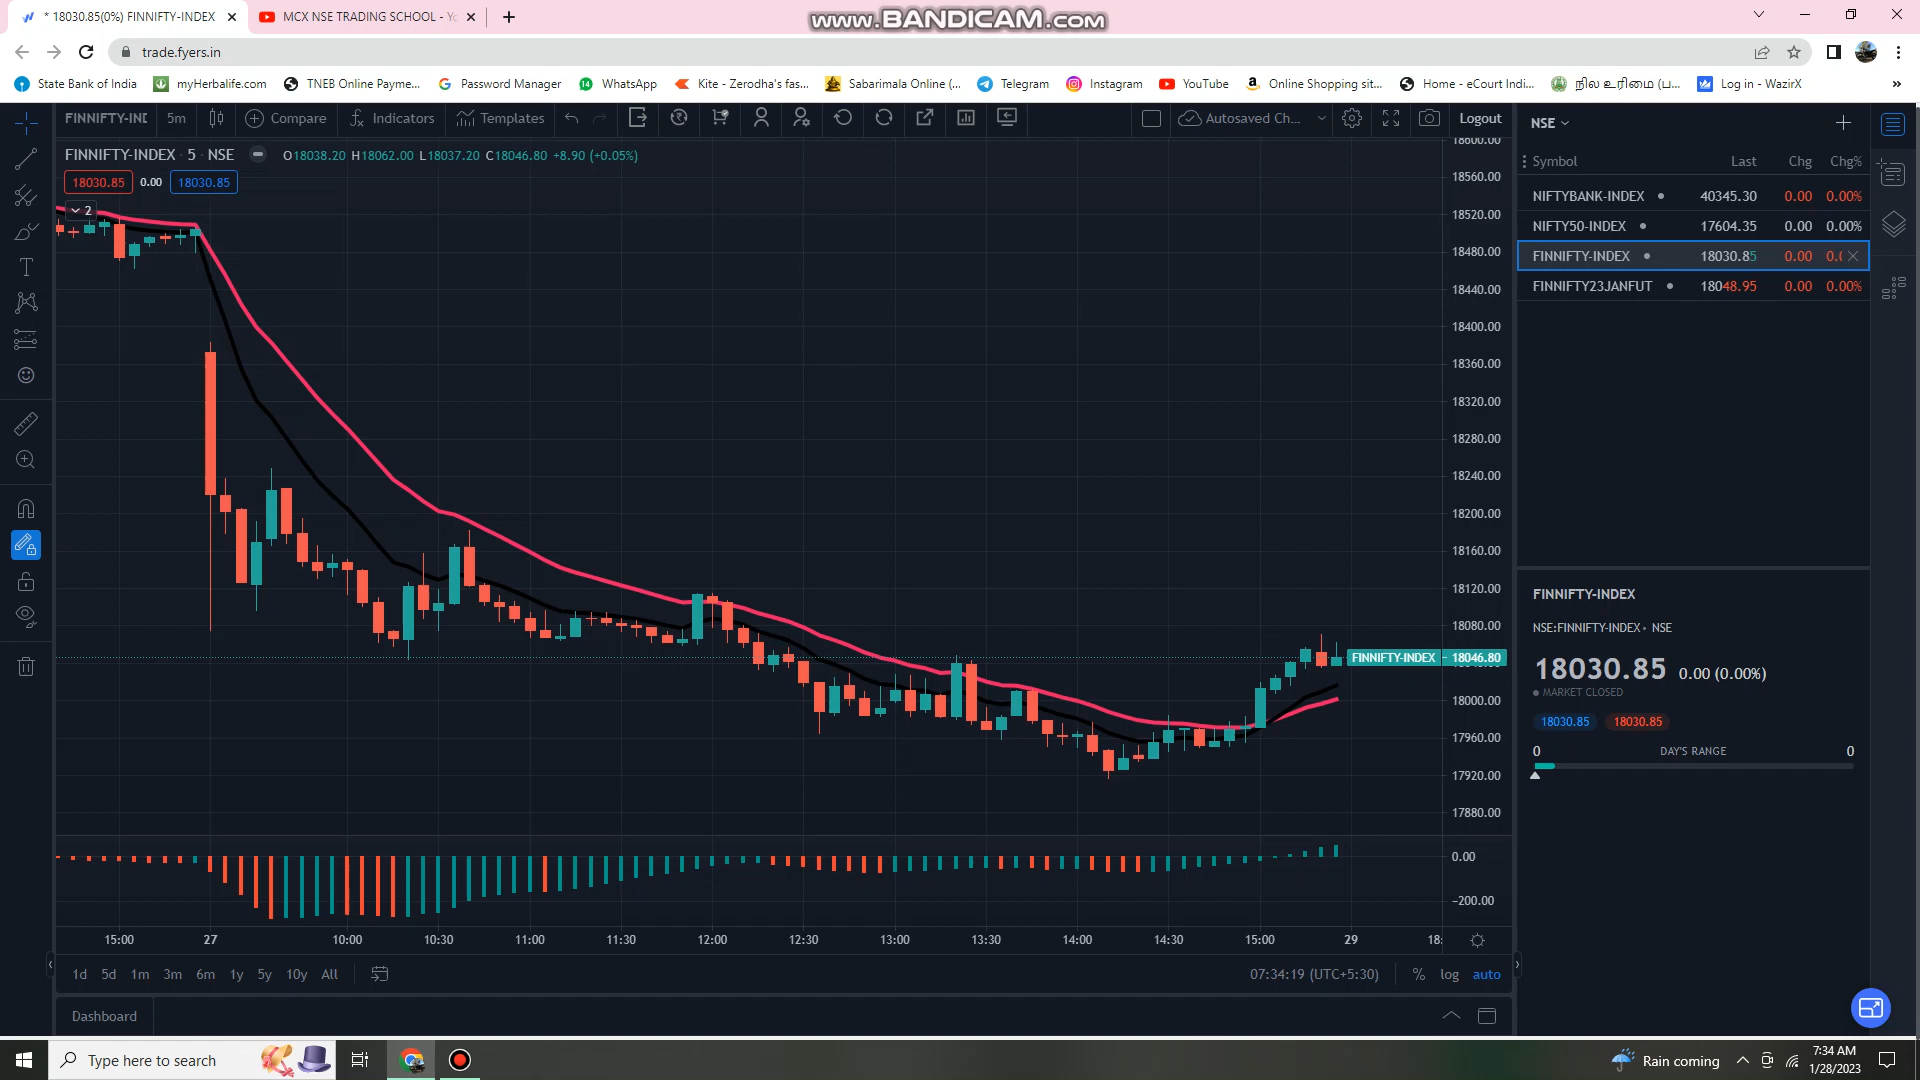 * 18030.85(0%) FINNIFTY-INDEX
MCX NSE TRADING SCHOOL - Yo
www.BANDICAM.com
trade.fyers.in
State Bank of India
myHerbalife.com
TNEB Online Payme...
Password Manager
WhatsApp
Kite - Zerodha's fas...
Sabarimala Online (...
Telegram
Instagram
YouTube
Online Shopping sit...
Home - eCourt Indi...
நில உரிமை (ப...
Log in - WazirX
»
FINNIFTY-IND
5m
Compare
Indicators
Templates
Autosaved Ch...
Logout
FINNIFTY-INDEX · 5 · NSE
O18038.20 H18062.00 L18037.20 C18046.80 +8.90 (+0.05%)
18030.85 0.00 18030.85
2
18600.00
18560.00
18520.00
18480.00
18440.00
18400.00
18360.00
18320.00
18280.00
18240.00
18200.00
18160.00
18120.00
18080.00
FINNIFTY-INDEX 18046.80
18000.00
17960.00
17920.00
17880.00
0.00
−200.00
15:00 27 10:00 10:30 11:00 11:30 12:00 12:30 13:00 13:30 14:00 14:30 15:00 29 18:
1d 5d 1m 3m 6m 1y 5y 10y All
07:34:19 (UTC+5:30) % log auto
Dashboard
NSE
Symbol Last Chg Chg%
NIFTYBANK-INDEX 40345.30 0.00 0.00%
NIFTY50-INDEX 17604.35 0.00 0.00%
FINNIFTY-INDEX 18030.85 0.00 0.(
FINNIFTY23JANFUT 18048.95 0.00 0.00%
FINNIFTY-INDEX
NSE:FINNIFTY-INDEX • NSE
18030.85 0.00 (0.00%)
MARKET CLOSED
18030.85 18030.85
0 DAY'S RANGE 0
Type here to search
Rain coming
7:34 AM
1/28/2023